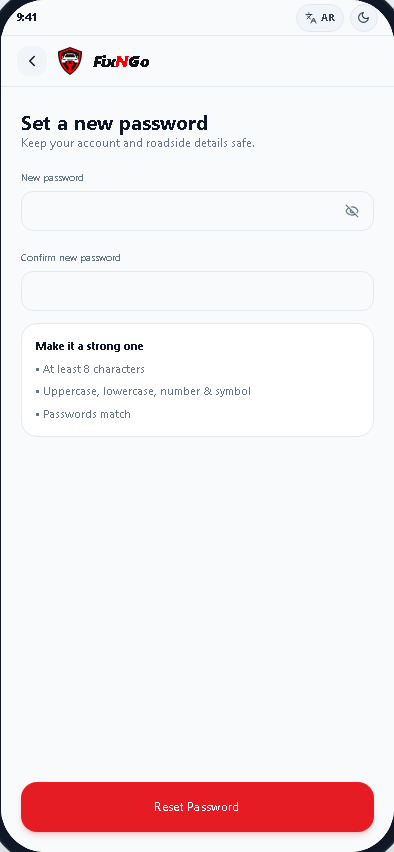 9:41
AR
FixNGo
Set a new password
Keep your account and roadside details safe.
New password
Confirm new password
Make it a strong one
▪ At least 8 characters
▪ Uppercase, lowercase, number & symbol
▪ Passwords match
Reset Password